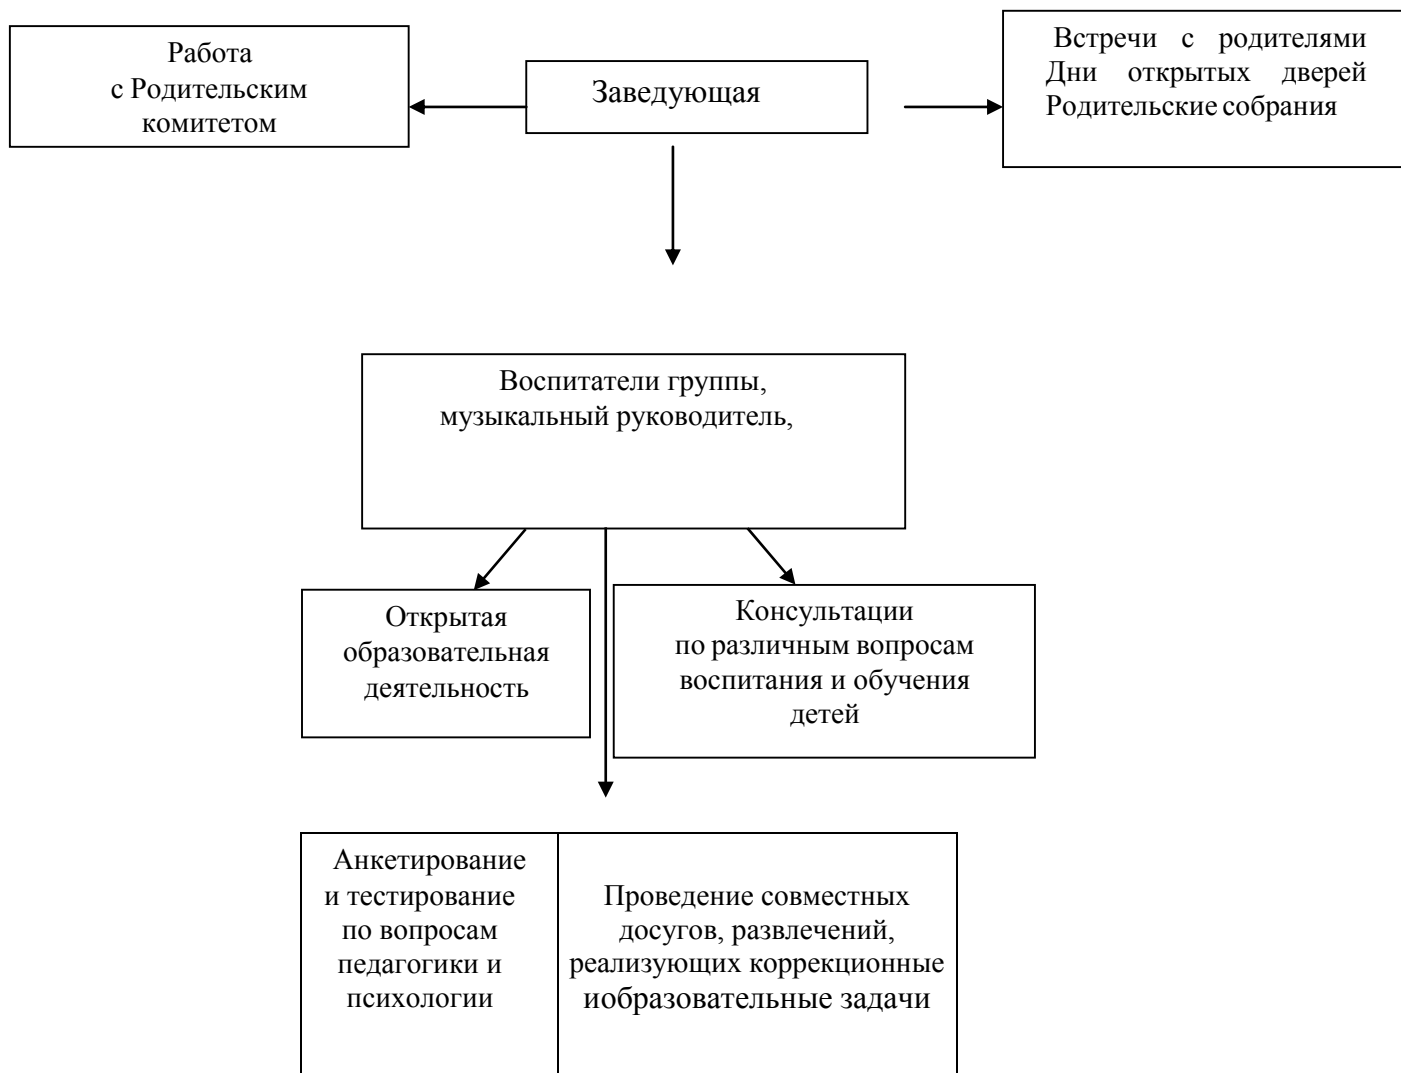 Работа
с Родительским
комитетом
Заведующая
Встречи с родителями
Дни открытых дверей
Родительские собрания
Воспитатели группы,
музыкальный руководитель,
Открытая
образовательная
деятельность
Консультации
по различным вопросам
воспитания и обучения
детей
Анкетирование
и тестирование
по вопросам
педагогики и
психологии
Проведение совместных
досугов, развлечений,
реализующих коррекционные
иобразовательные задачи